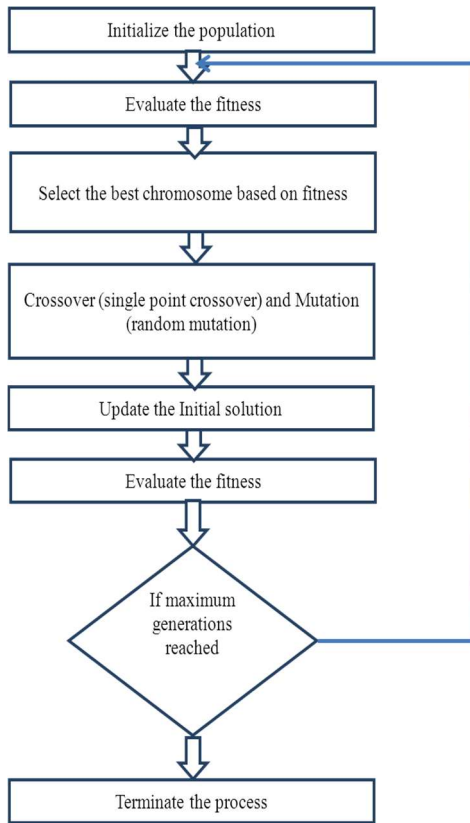 Initialize the population
Evaluate the fitness
Select the best chromosome based on fitness
Crossover (single point crossover) and Mutation
(random mutation)
Update the Initial solution
Evaluate the fitness
If maximum
generations
reached
Terminate the process